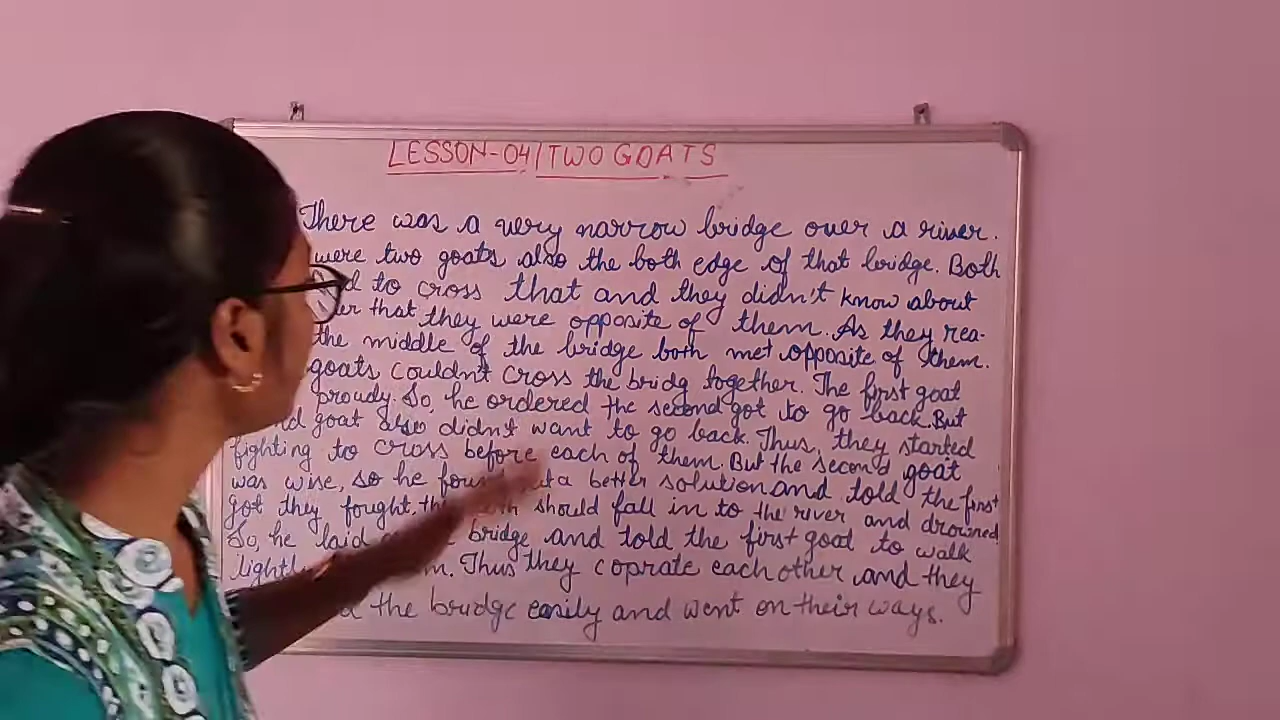 LESSON-04/TWO GOATS
There was a very narrow bridge over a river.
were two goats also the both edge of that bridge. Both
to cross that and they didn't know about
that they were opposite of them. As they rea-
the middle of the bridge both met opposite of them.
goats couldn't cross the bridg together. The first goat
proudy. So, he ordered the second got to go back. But
goat also didn't want to go back. Thus, they started
fighting to cross before each of them. But the second goat
was wise, so he a better solution and told the first
got they fought, should fall in to the river and drowned
So, he laid bridge and told the first goat to walk
Thus they coprate each other and they
the bridge easily and went on their ways.